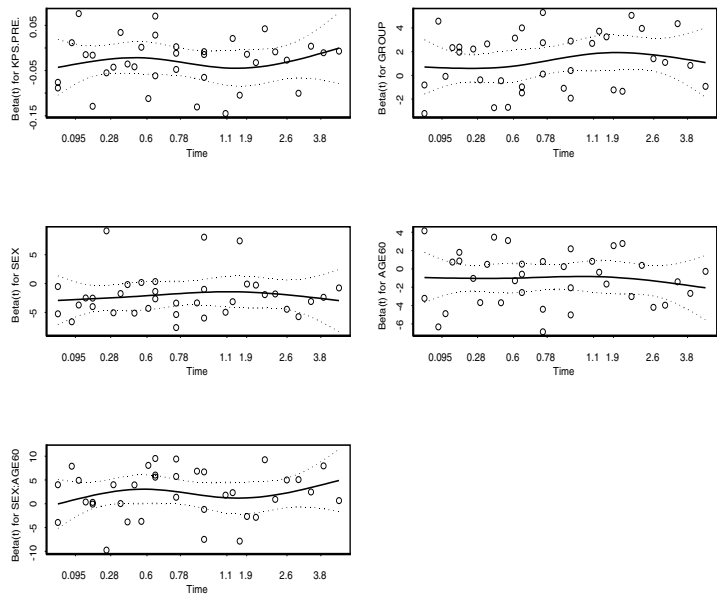 Beta(t) for KPS.PRE.
0.05
-0.05
-0.15
0.095 0.28 0.6 0.78 1.1 1.9 2.6 3.8
Time
Beta(t) for GROUP
4
2
0
-2
0.095 0.28 0.6 0.78 1.1 1.9 2.6 3.8
Time
Beta(t) for SEX
5
0
-5
0.095 0.28 0.6 0.78 1.1 1.9 2.6 3.8
Time
Beta(t) for AGE60
4
2
0
-2
-4
-6
0.095 0.28 0.6 0.78 1.1 1.9 2.6 3.8
Time
Beta(t) for SEX:AGE60
10
5
0
-5
-10
0.095 0.28 0.6 0.78 1.1 1.9 2.6 3.8
Time